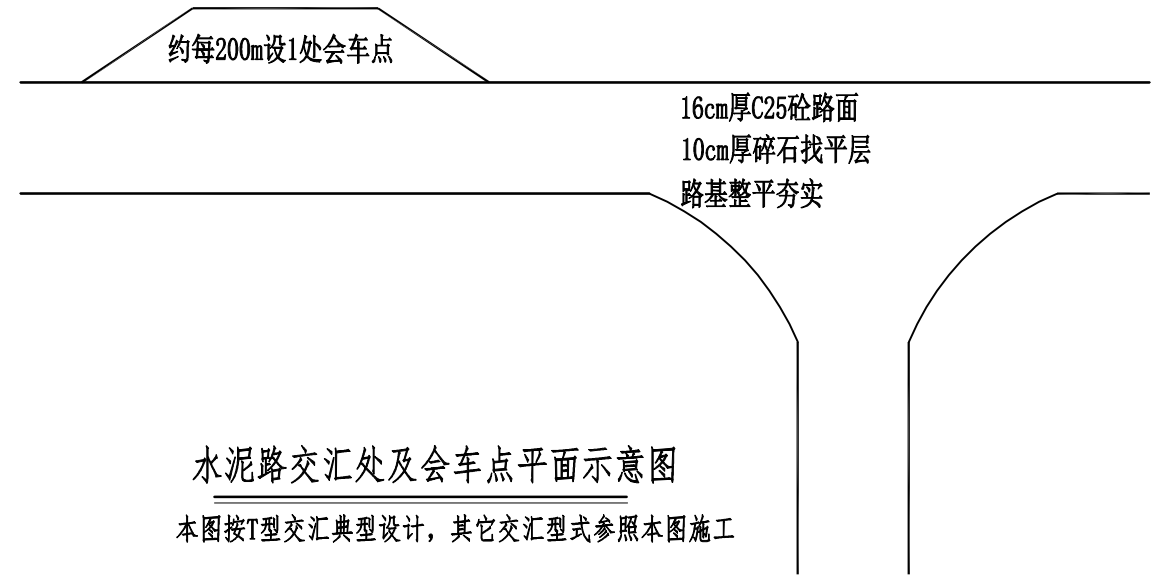 约每200m设1处会车点
16cm厚C25砼路面
10cm厚碎石找平层
路基整平夯实
水泥路交汇处及会车点平面示意图
本图按T型交汇典型设计，其它交汇型式参照本图施工